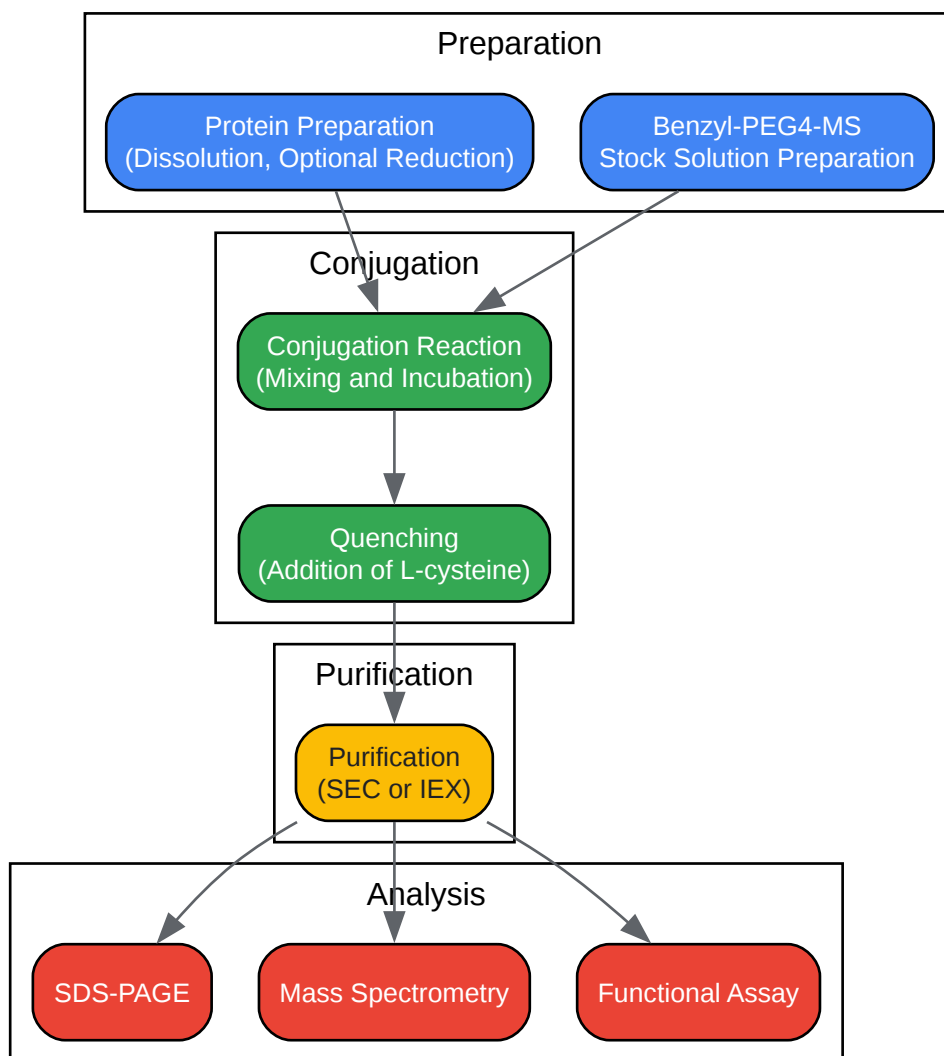 Preparation
Protein Preparation
(Dissolution, Optional Reduction)
Benzyl-PEG4-MS
Stock Solution Preparation
Conjugation
Conjugation Reaction
(Mixing and Incubation)
Quenching
(Addition of L-cysteine)
Purification
Purification
(SEC or IEX)
Analysis
SDS-PAGE
Mass Spectrometry
Functional Assay